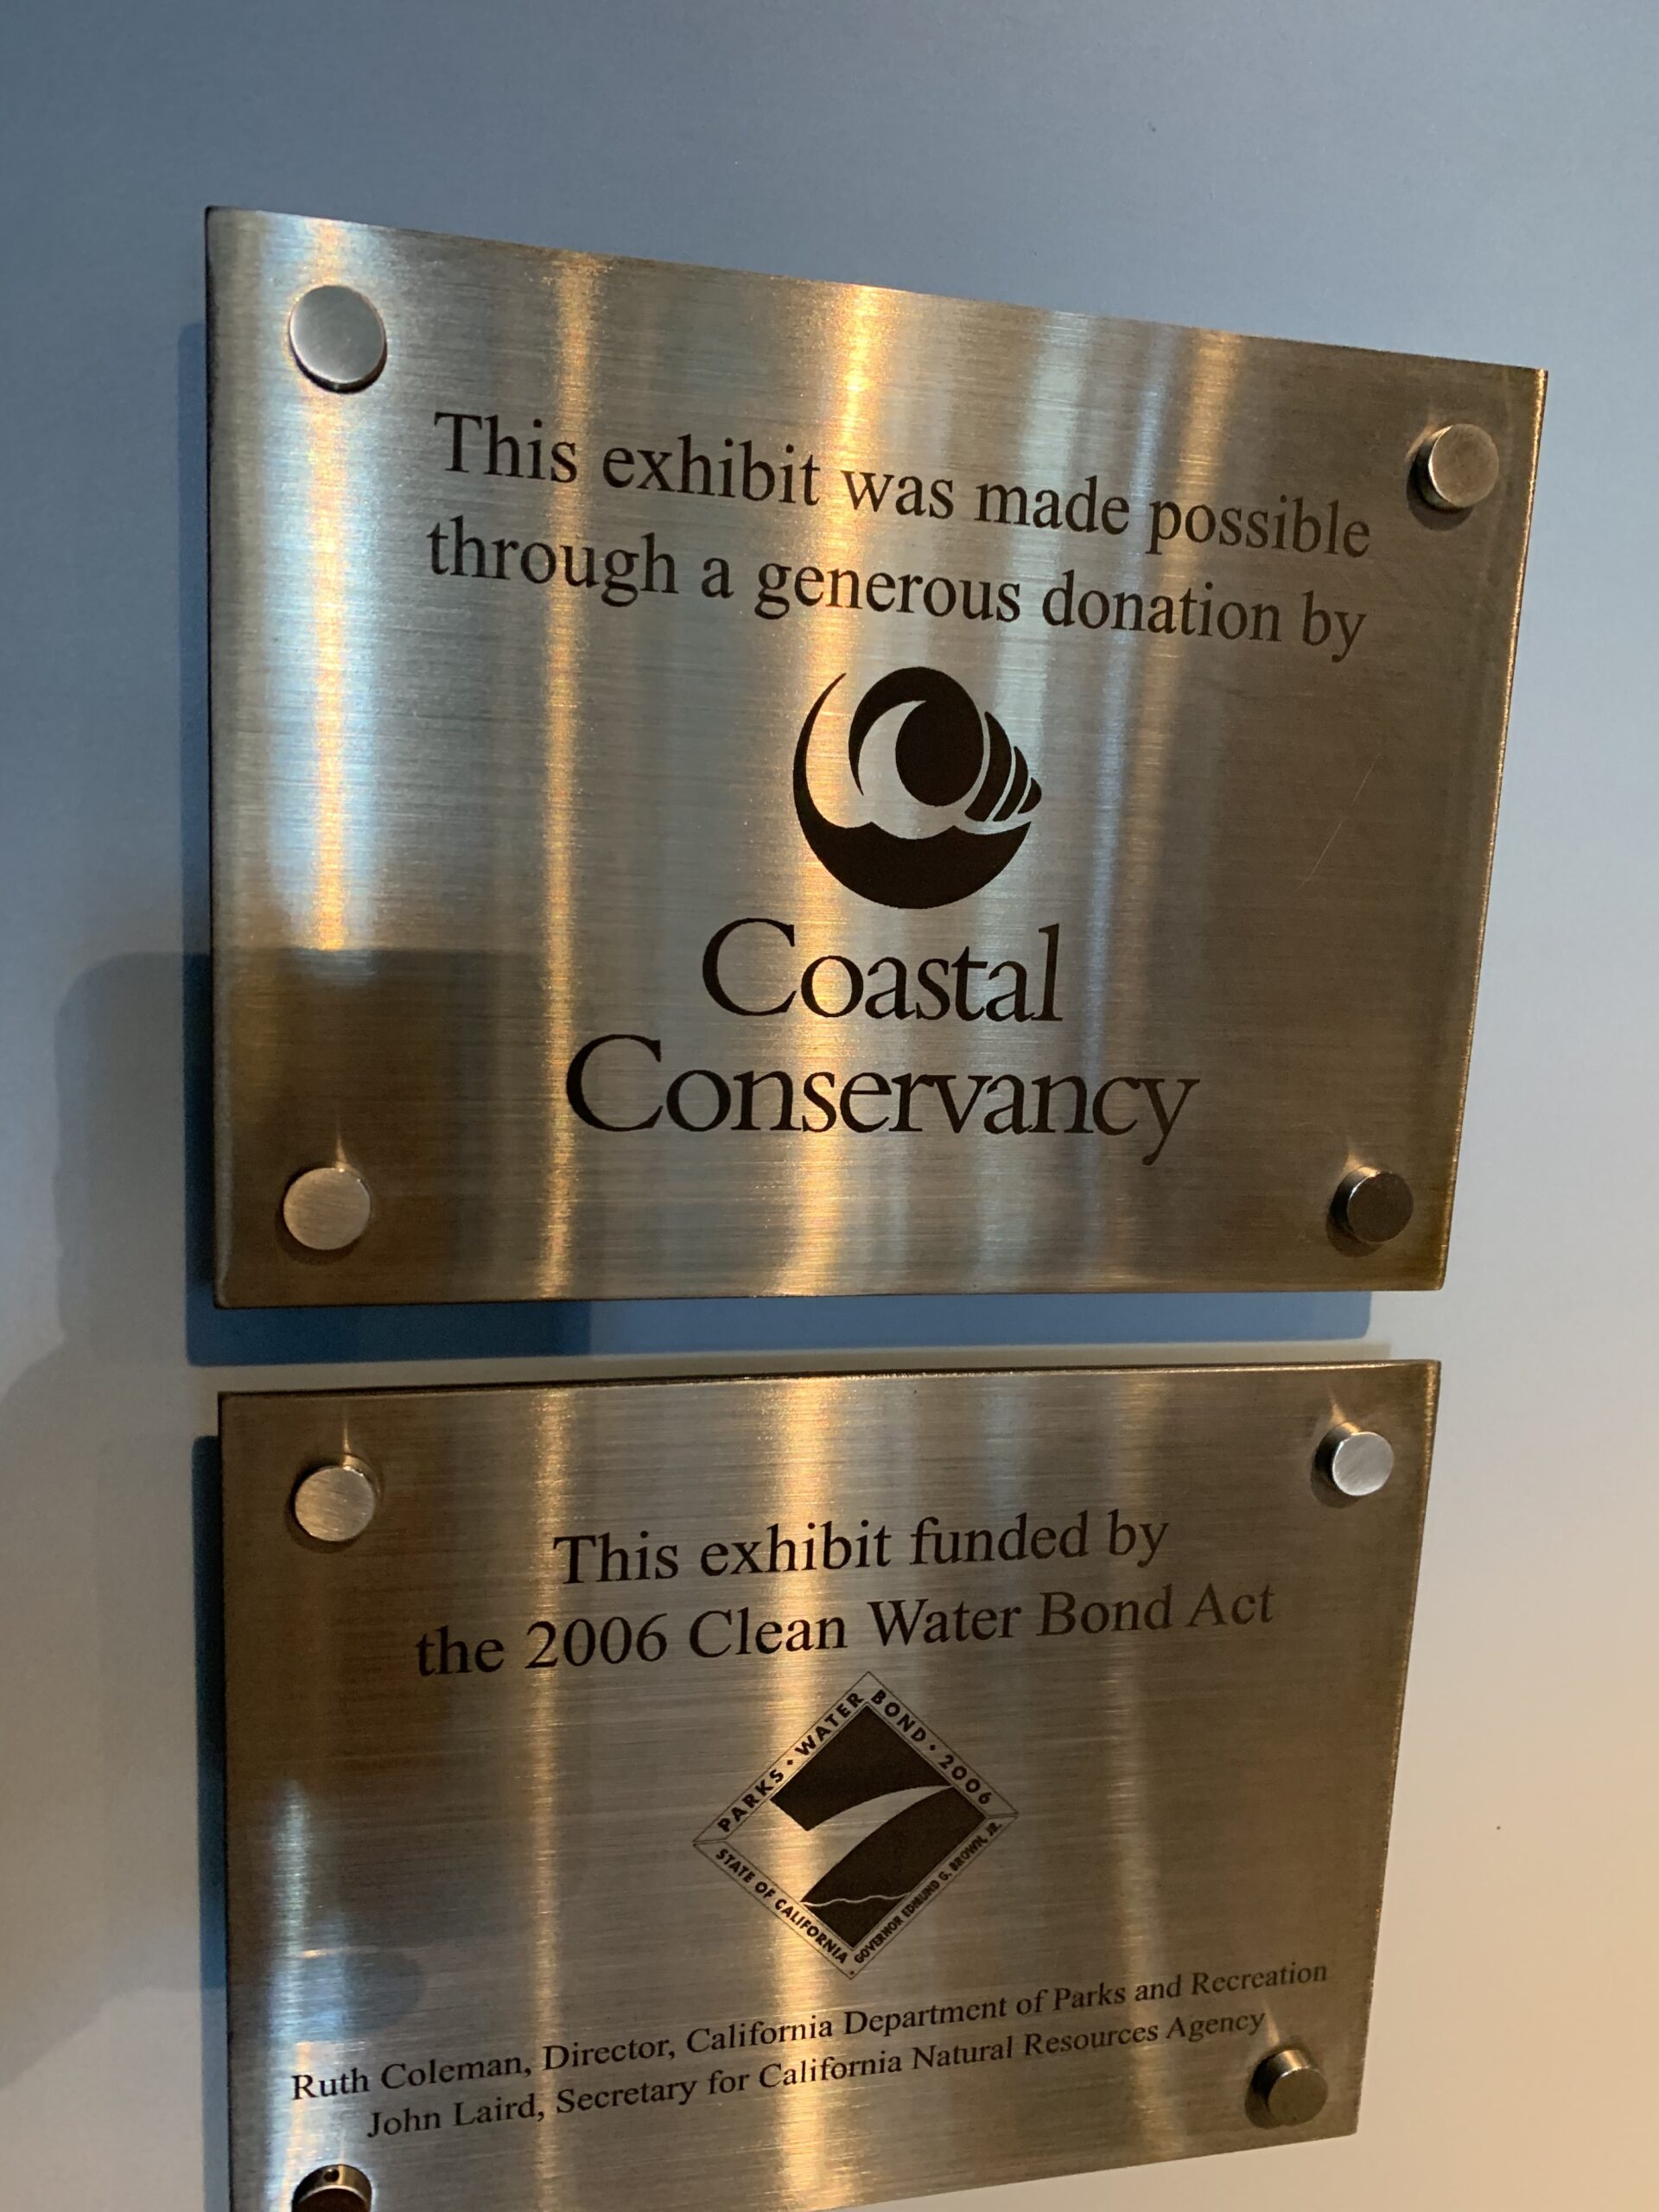 This exhibit was made possible
through a generous donation by
Coastal
Conservancy
This exhibit funded by
the 2006 Clean Water Bond Act
PARKS • WATER BOND • 2006
STATE OF CALIFORNIA • GOVERNOR EDMUND G. BROWN, JR.
Ruth Coleman, Director, California Department of Parks and Recreation
John Laird, Secretary for California Natural Resources Agency